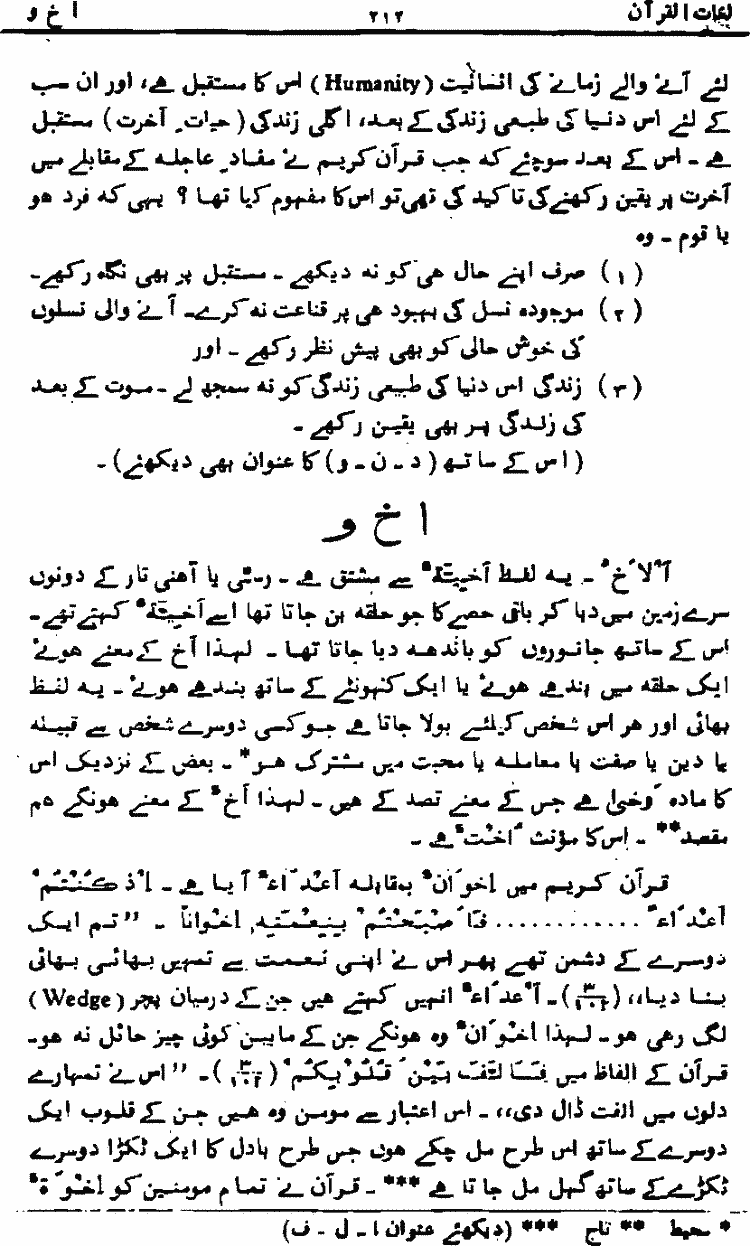 لغات القرآن ۲۱۲ ا خ و
لئے آنے والے زمانے کی انسانیت (Humanity) اس کا مستقبل ہے، اور ان سب
کے لئے اس دنیا کی طبیعی زندگی کے بعد، اگلی زندگی (حیاتِ آخرت) مستقبل
ہے ۔ اس کے بعد سوچئے کہ جب قرآن کریم نے مفادِ عاجلہ کے مقابلے میں
آخرت پر یقین رکھنے کی تاکید کی تھی تو اس کا مفہوم کیا تھا ؟ یہی کہ فرد ہو
یا قوم ۔ وہ
(۱) صرف اپنے حال ہی کو نہ دیکھے ۔ مستقبل پر بھی نگاہ رکھے۔
(۲) موجودہ نسل کی بہبود ہی پر قناعت نہ کرے۔ آنے والی نسلوں
کی خوش حالی کو بھی پیش نظر رکھے ۔ اور
(۳) زندگی اس دنیا کی طبیعی زندگی کو نہ سمجھ لے ۔ موت کے بعد
کی زندگی پر بھی یقین رکھے ۔
(اس کے ساتھ (د ۔ ن ۔ و) کا عنوان بھی دیکھئے) ۔
ا خ و
اَلْاَخُ ۔ یہ لفظ آخِیَّۃٌ سے مشتق ہے ۔ رسّی یا آہنی تار کے دونوں
سرے زمین میں دبا کر باقی حصے کا جو حلقہ بن جاتا تھا اسے آخِیَّۃٌ کہتے تھے۔
اس کے ساتھ جانوروں کو باندھ دیا جاتا تھا ۔ لہذا اَخٌ کے معنے ہوئے
ایک حلقہ میں بندھے ہوئے یا ایک کھونٹے کے ساتھ بندھے ہوئے ۔ یہ لفظ
بھائی اور ہر اس شخص کیلئے بولا جاتا ہے جو کسی دوسرے شخص سے قبیلہ
یا دین یا صفت یا معاملہ یا محبت میں مشترک ہو* ۔ بعض کے نزدیک اس
کا مادہ وَخیٰ ہے جس کے معنے قصد کے ہیں ۔ لہذا اَخٌ کے معنے ہونگے ہم
مقصد** ۔ اس کا مؤنث اُخْتٌ ہے ۔
قرآن کریم میں اِخْوَانٌ بمقابلہ اَعْدَاءٌ آیا ہے ۔ اِذْ کُنْتُمْ
اَعْدَاءً ............ فَاَصْبَحْتُمْ بِنِعْمَتِہٖ اِخْوَاناً ۔ ’’تم ایک
دوسرے کے دشمن تھے پھر اس نے اپنی نعمت سے تمہیں بھائی بھائی
بنا دیا،، (۳/۱۰۲)۔ اَعْدَاءٌ انہیں کہتے ہیں جن کے درمیان پچر (Wedge)
لگ رہی ہو ۔ لہذا اِخْوَانٌ وہ ہونگے جن کے مابین کوئی چیز حائل نہ ہو۔
قرآن کے الفاظ میں فَاَلَّفَ بَیْنَ قُلُوْبِکُمْ (۳/۱۰۲)۔ ’’اس نے تمہارے
دلوں میں الفت ڈال دی،، ۔ اس اعتبار سے مومن وہ ہیں جن کے قلوب ایک
دوسرے کے ساتھ اس طرح مل چکے ہوں جس طرح بادل کا ایک ٹکڑا دوسرے
ٹکڑے کے ساتھ گھل مل جاتا ہے *** ۔ قرآن نے تمام مومنین کو اِخْوَۃٌ
* محیط ** تاج *** (دیکھئے عنوان ا ۔ ل ۔ ف)